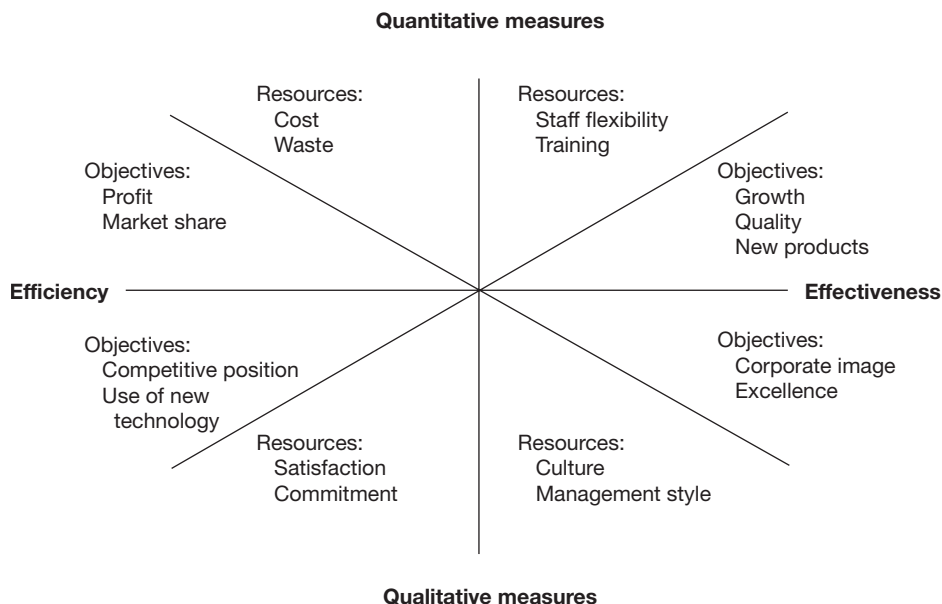 Quantitative measures
Resources:
Cost
Waste
Resources:
Staff flexibility
Training
Objectives:
Profit
Market share
Objectives:
Growth
Quality
New products
Efficiency
Effectiveness
Objectives:
Competitive position
Use of new
technology
Objectives:
Corporate image
Excellence
Resources:
Satisfaction
Commitment
Resources:
Culture
Management style
Qualitative measures